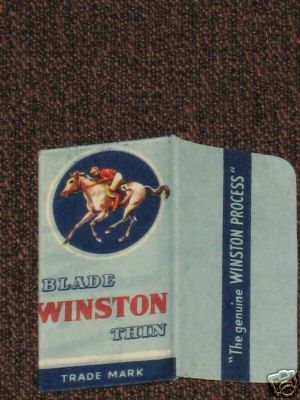 BLADE
WINSTON
THIN
TRADE MARK
"The genuine WINSTON PROCESS"